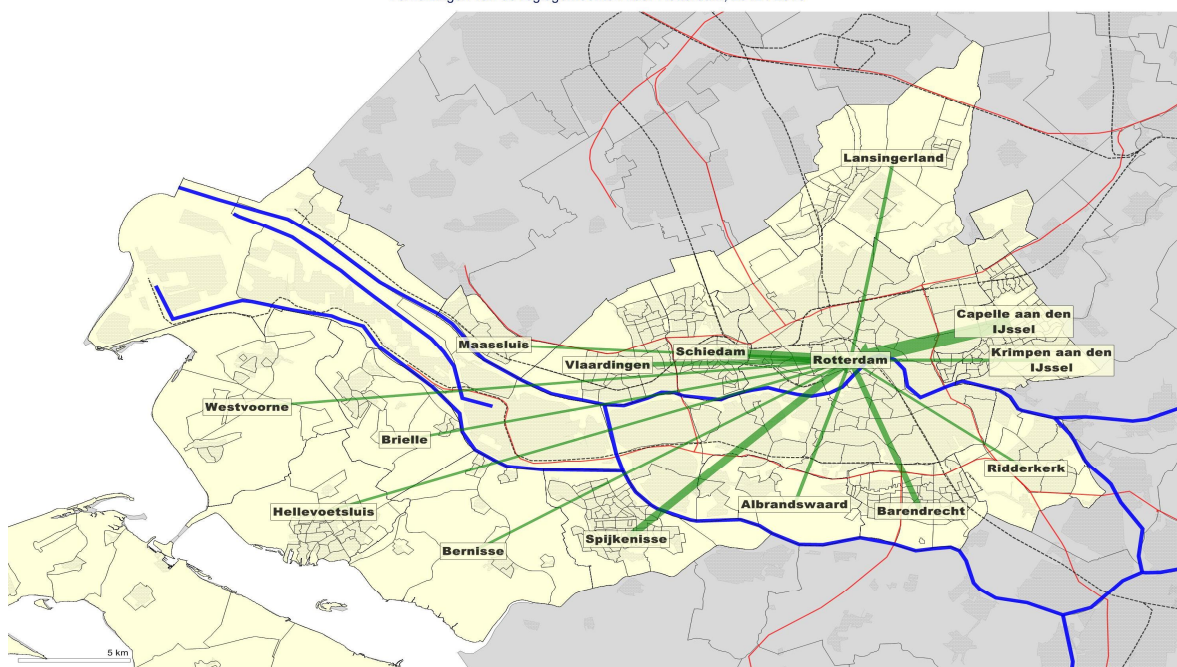 Lansingerland
Capelle aan den
IJssel
Maassluis
Schiedam
Vlaardingen
Rotterdam
Krimpen aan den
IJssel
Westvoorne
Brielle
Ridderkerk
Hellevoetsluis
Albrandswaard
Barendrecht
Bernisse
Spijkenisse
5 km